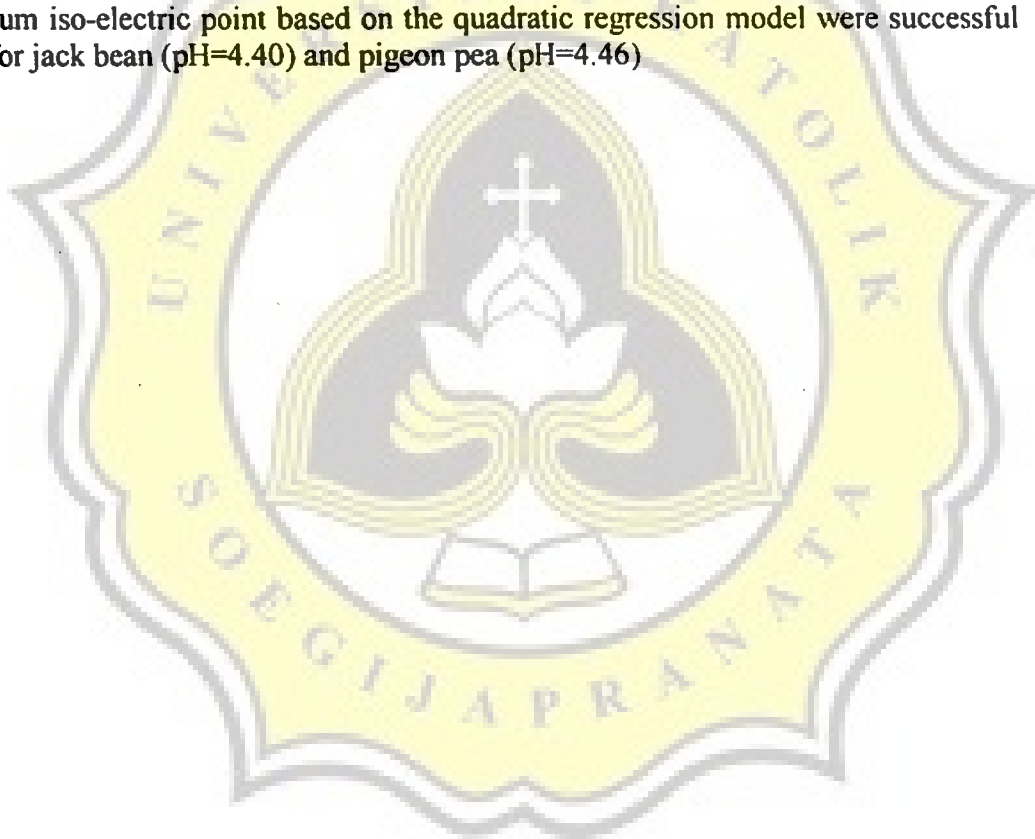 um iso-electric point based on the quadratic regression model were successful
or jack bean (pH=4.40) and pigeon pea (pH=4.46)
SOEGIJAPRANATA